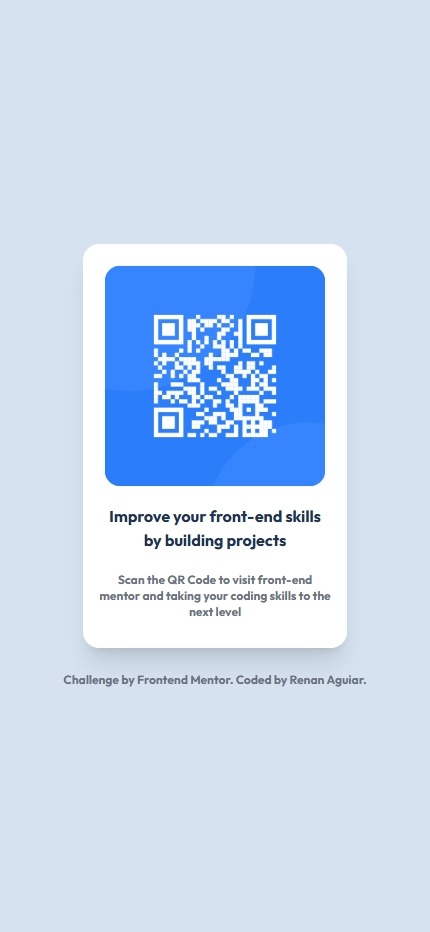 Improve your front-end skills
by building projects
Scan the QR Code to visit front-end
mentor and taking your coding skills to the
next level
Challenge by Frontend Mentor. Coded by Renan Aguiar.